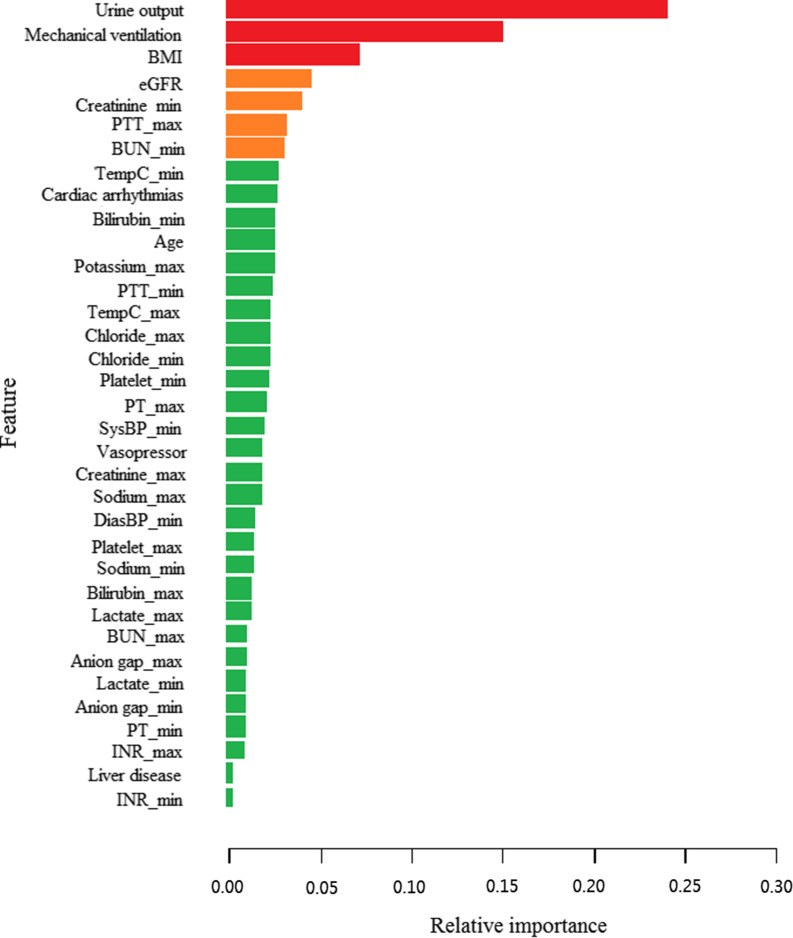 Urine output
Mechanical ventilation
BMI
eGFR
Creatinine_min
PTT_max
BUN_min
TempC_min
Cardiac arrhythmias
Bilirubin_min
Age
Potassium_max
PTT_min
TempC_max
Chloride_max
Chloride_min
Platelet_min
PT_max
SysBP_min
Vasopressor
Creatinine_max
Sodium_max
DiasBP_min
Platelet_max
Sodium_min
Bilirubin_max
Lactate_max
BUN_max
Anion gap_max
Lactate_min
Anion gap_min
PT_min
INR_max
Liver disease
INR_min
Feature
0.00 0.05 0.10 0.15 0.20 0.25 0.30
Relative importance